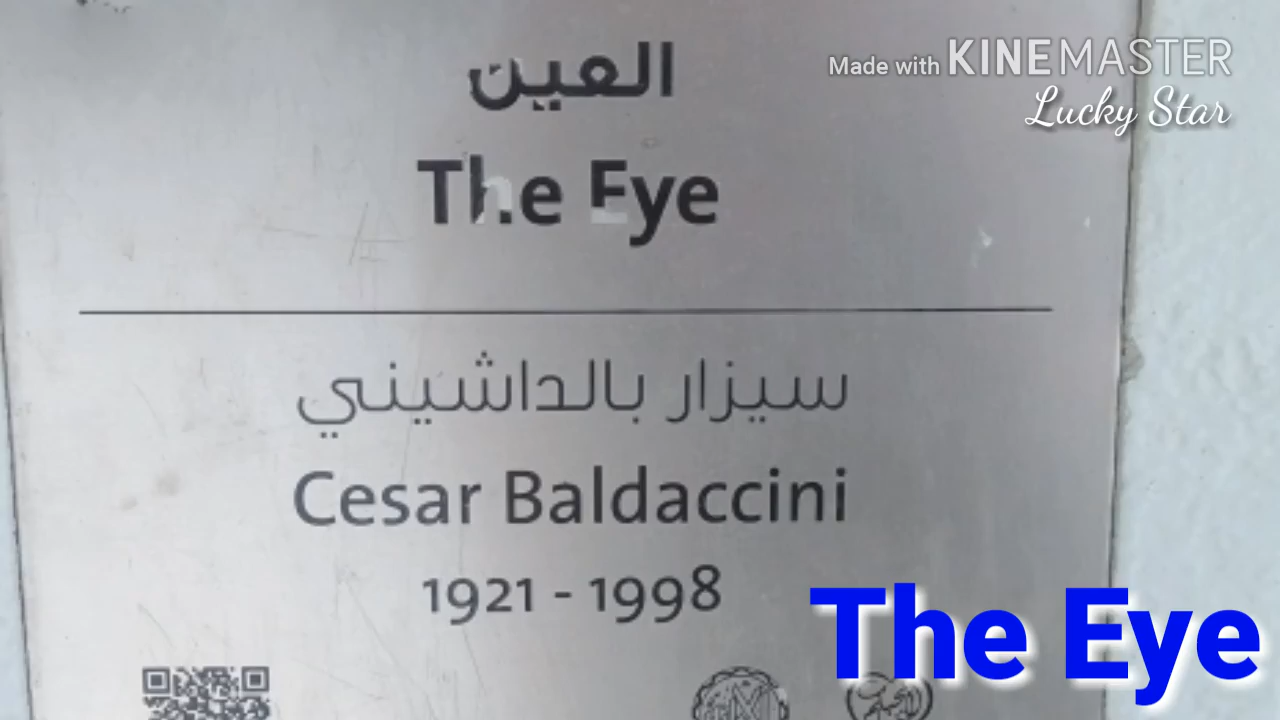 العين
Made with KINEMASTER
Lucky Star
The Eye
سيزار بالداشيني
Cesar Baldaccini
1921 - 1998
The Eye